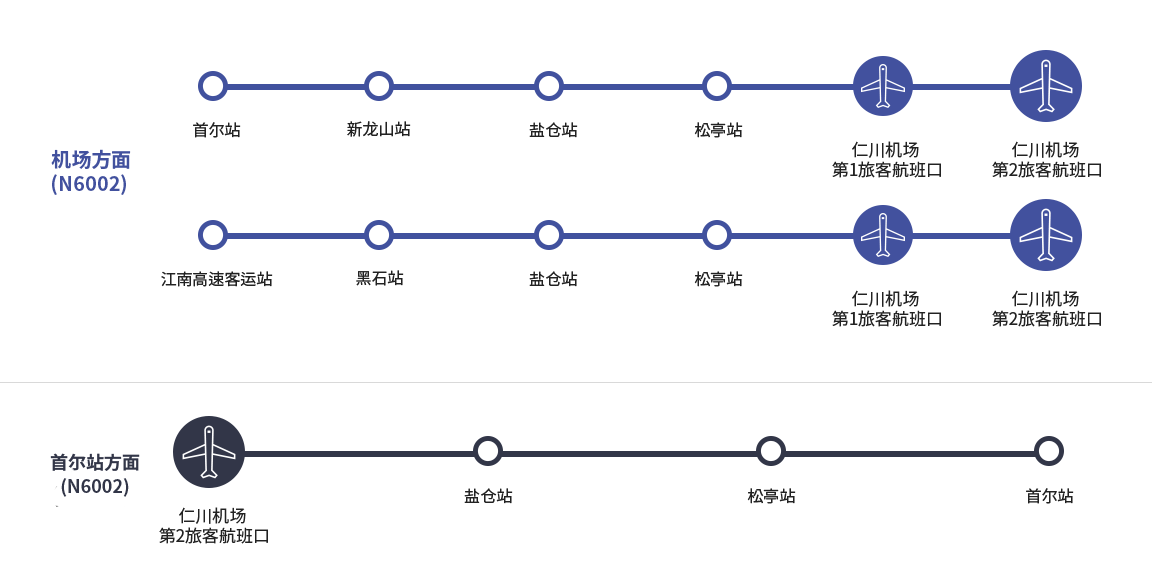 机场方面
(N6002)
首尔站
新龙山站
盐仓站
松亭站
仁川机场
第1旅客航班口
仁川机场
第2旅客航班口
江南高速客运站
黑石站
盐仓站
松亭站
仁川机场
第1旅客航班口
仁川机场
第2旅客航班口
首尔站方面
(N6002)
仁川机场
第2旅客航班口
盐仓站
松亭站
首尔站